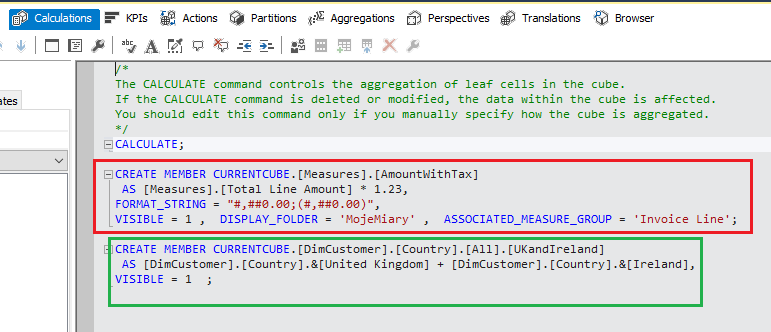 Calculations KPIs Actions Partitions Aggregations Perspectives Translations Browser
abc A
ates
/*
The CALCULATE command controls the aggregation of leaf cells in the cube.
If the CALCULATE command is deleted or modified, the data within the cube is affected.
You should edit this command only if you manually specify how the cube is aggregated.
*/
CALCULATE;
CREATE MEMBER CURRENTCUBE.[Measures].[AmountWithTax]
AS [Measures].[Total Line Amount] * 1.23,
FORMAT_STRING = "#,##0.00;(#,##0.00)",
VISIBLE = 1 , DISPLAY_FOLDER = 'MojeMiary' , ASSOCIATED_MEASURE_GROUP = 'Invoice Line';
CREATE MEMBER CURRENTCUBE.[DimCustomer].[Country].[All].[UKandIreland]
AS [DimCustomer].[Country].&[United Kingdom] + [DimCustomer].[Country].&[Ireland],
VISIBLE = 1 ;